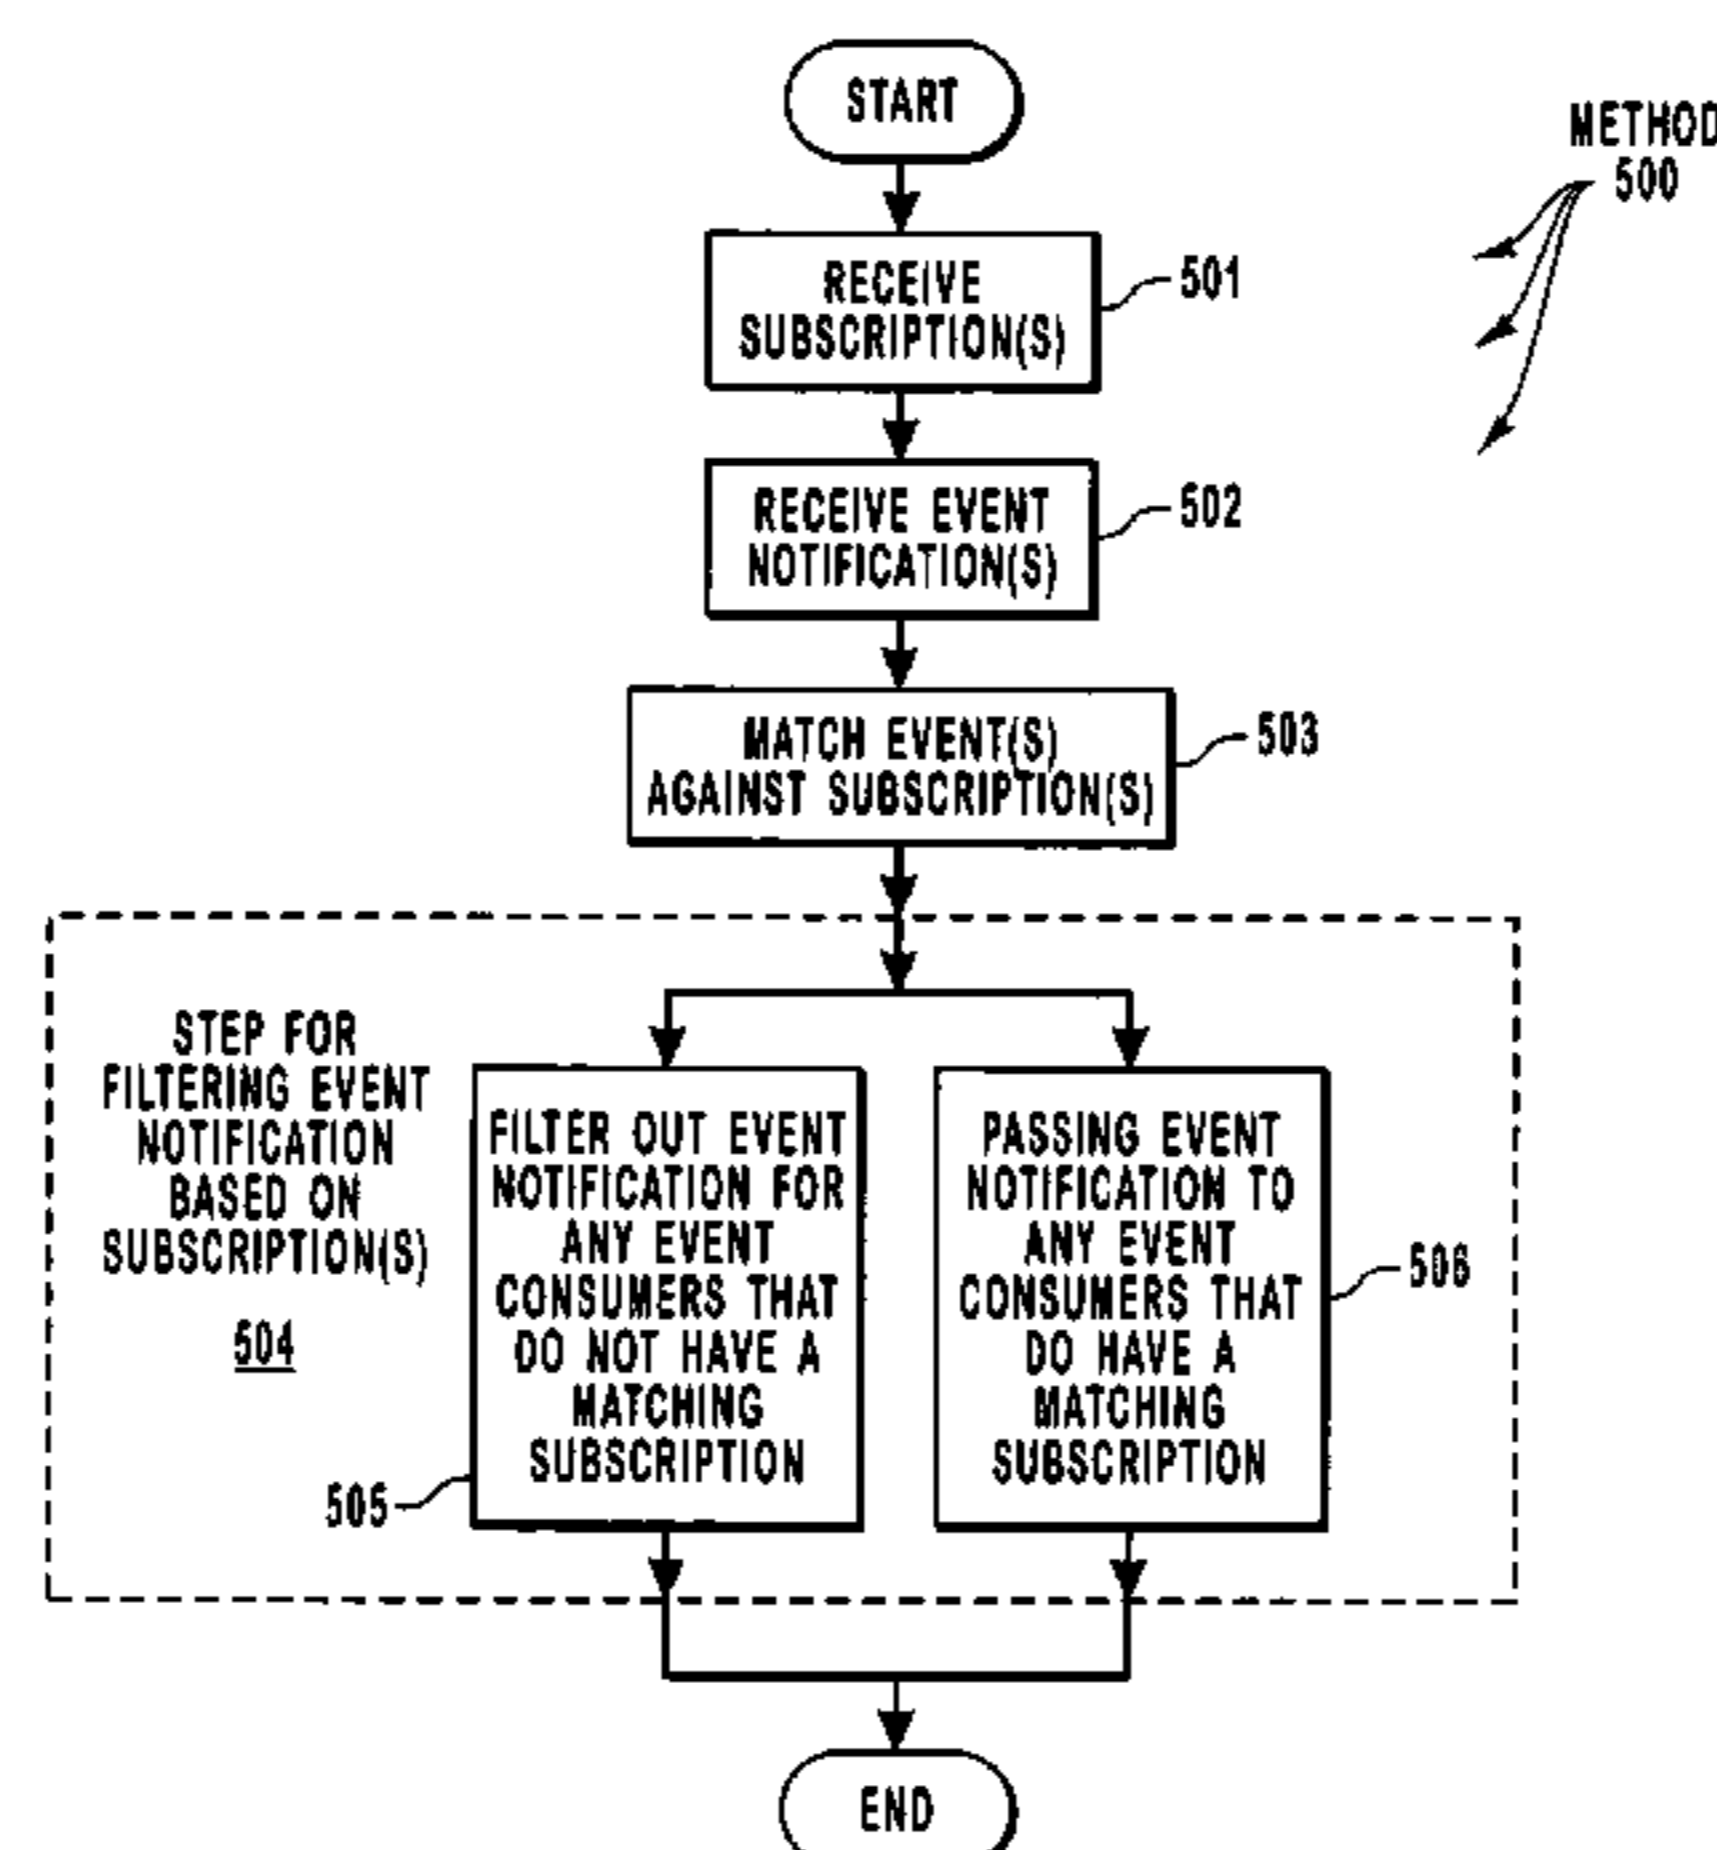 START
METHOD
500
RECEIVE
SUBSCRIPTION(S)
501
RECEIVE EVENT
NOTIFICATION(S)
502
MATCH EVENT(S)
AGAINST SUBSCRIPTION(S)
503
STEP FOR
FILTERING EVENT
NOTIFICATION
BASED ON
SUBSCRIPTION(S)
504
FILTER OUT EVENT
NOTIFICATION FOR
ANY EVENT
CONSUMERS THAT
DO NOT HAVE A
MATCHING
SUBSCRIPTION
505
PASSING EVENT
NOTIFICATION TO
ANY EVENT
CONSUMERS THAT
DO HAVE A
MATCHING
SUBSCRIPTION
506
END